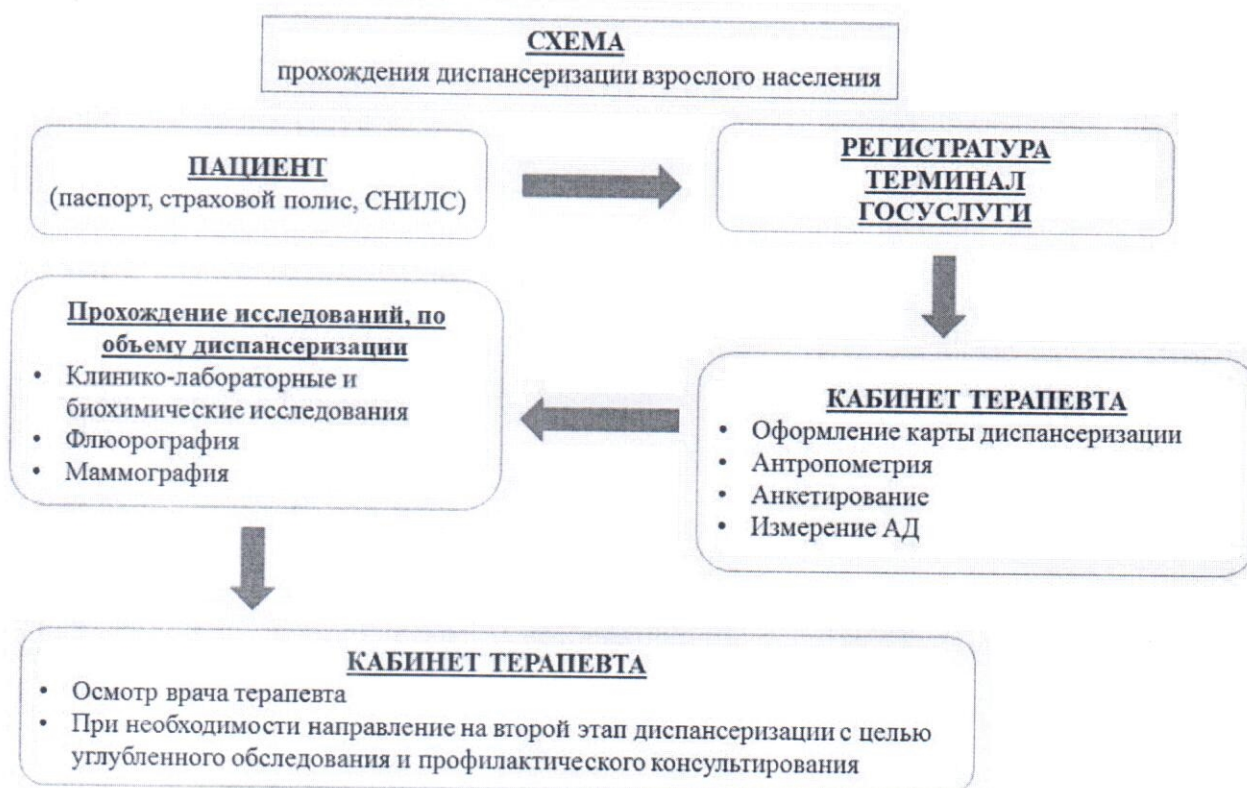 СХЕМА
прохождения диспансеризации взрослого населения
ПАЦИЕНТ
(паспорт, страховой полис, СНИЛС)
РЕГИСТРАТУРА
ТЕРМИНАЛ
ГОСУСЛУГИ
КАБИНЕТ ТЕРАПЕВТА
• Оформление карты диспансеризации
• Антропометрия
• Анкетирование
• Измерение АД
Прохождение исследований, по
объему диспансеризации
• Клинико-лабораторные и
биохимические исследования
• Флюорография
• Маммография
КАБИНЕТ ТЕРАПЕВТА
• Осмотр врача терапевта
• При необходимости направление на второй этап диспансеризации с целью
углубленного обследования и профилактического консультирования